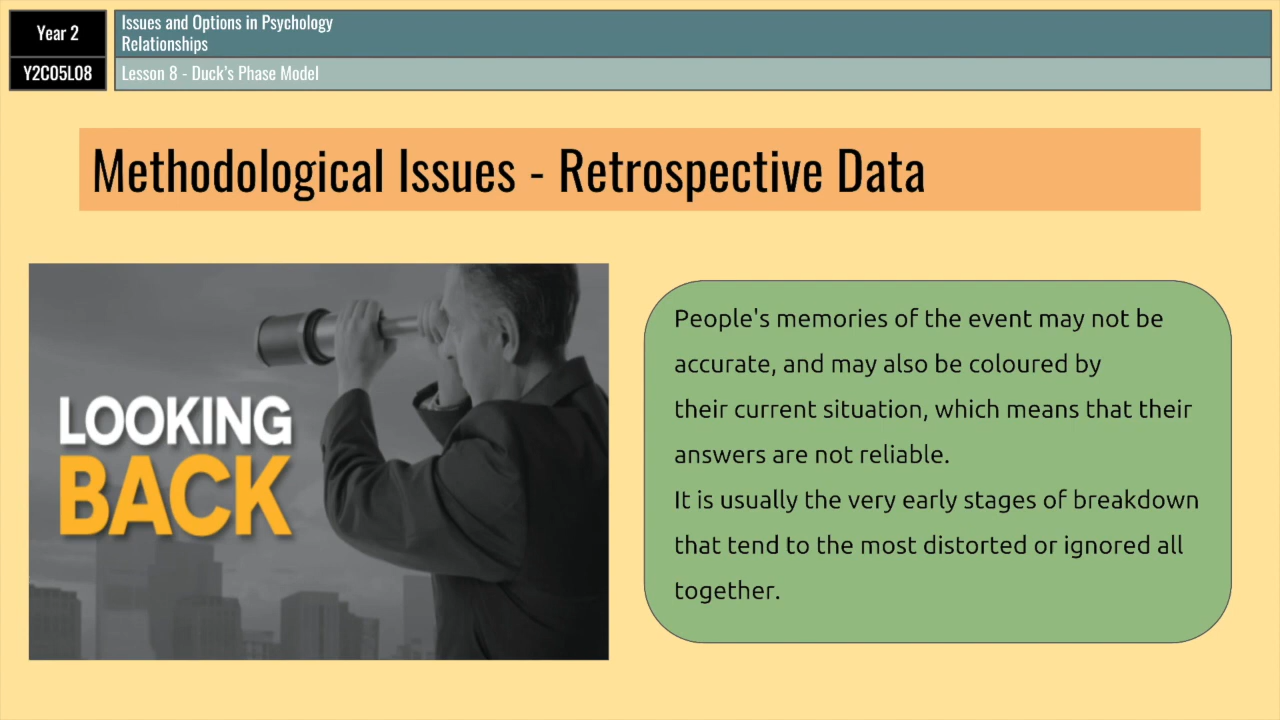 Year 2
Issues and Options in Psychology
Relationships
Y2C05L08
Lesson 8 - Duck's Phase Model
Methodological Issues - Retrospective Data
LOOKING
BACK
People's memories of the event may not be
accurate, and may also be coloured by
their current situation, which means that their
answers are not reliable.
It is usually the very early stages of breakdown
that tend to the most distorted or ignored all
together.